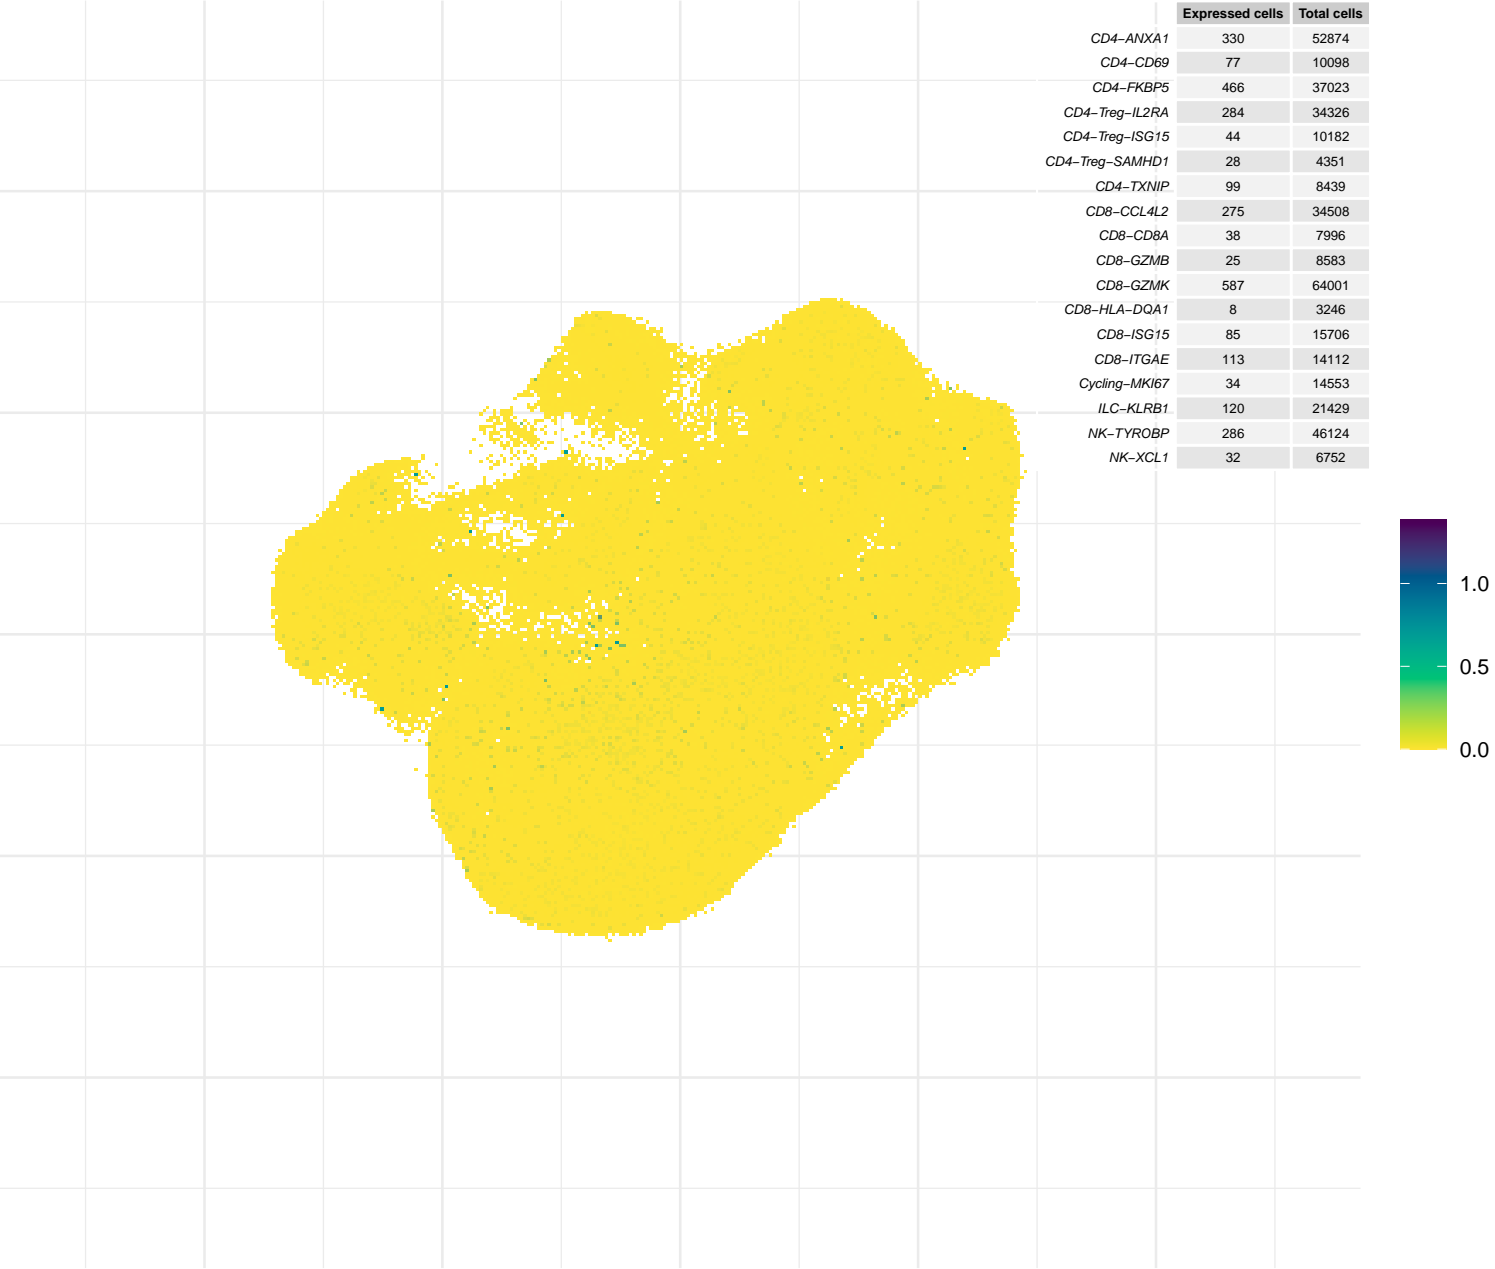 Expressed cells Total cells
CD4−ANXA1 330 52874
CD4−CD69 77 10098
CD4−FKBP5 466 37023
CD4−Treg−IL2RA 284 34326
CD4−Treg−ISG15 44 10182
CD4−Treg−SAMHD1 28 4351
CD4−TXNIP 99 8439
CD8−CCL4L2 275 34508
CD8−CD8A 38 7996
CD8−GZMB 25 8583
CD8−GZMK 587 64001
CD8−HLA−DQA1 8 3246
CD8−ISG15 85 15706
CD8−ITGAE 113 14112
Cycling−MKI67 34 14553
ILC−KLRB1 120 21429
NK−TYROBP 286 46124
NK−XCL1 32 6752
1.0
0.5
0.0